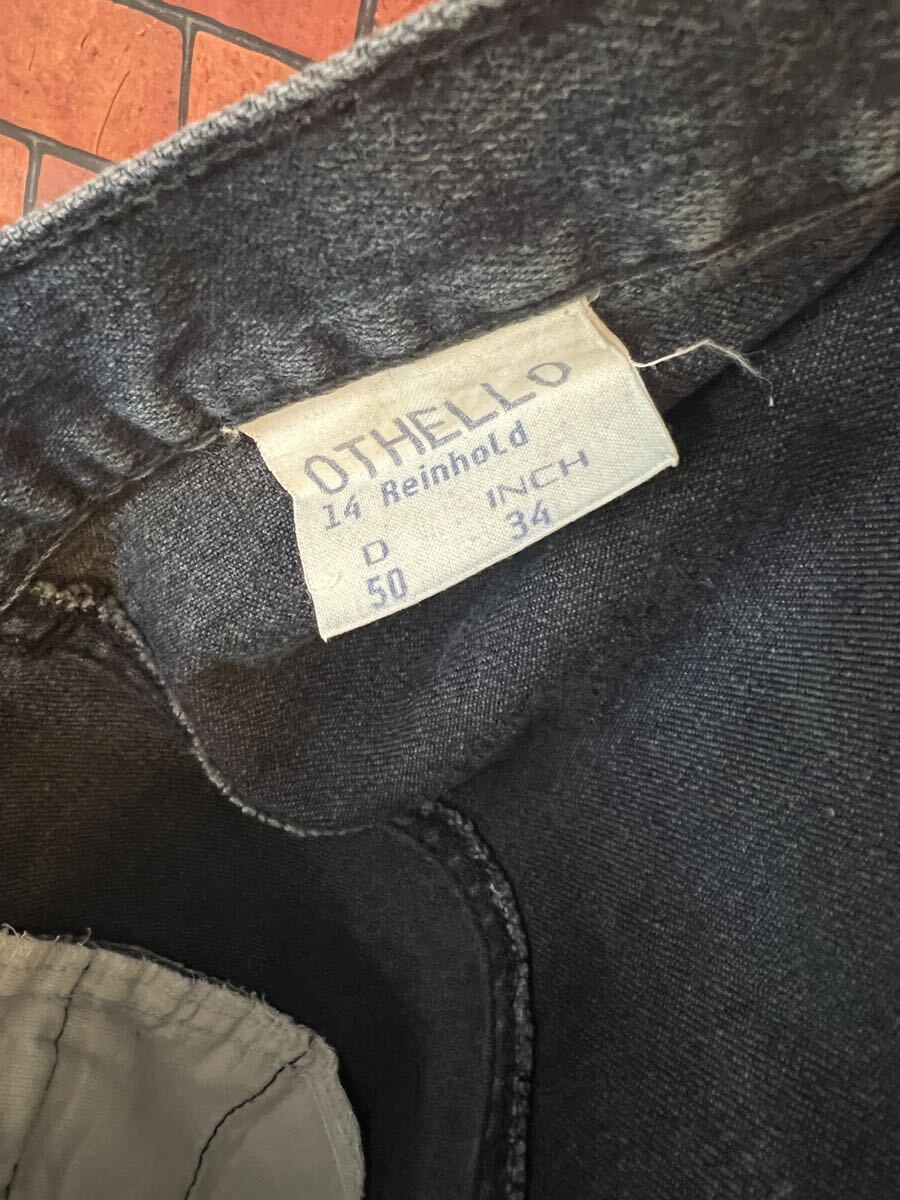 OTHELLO
14 Reinhold
D INCH
50 34